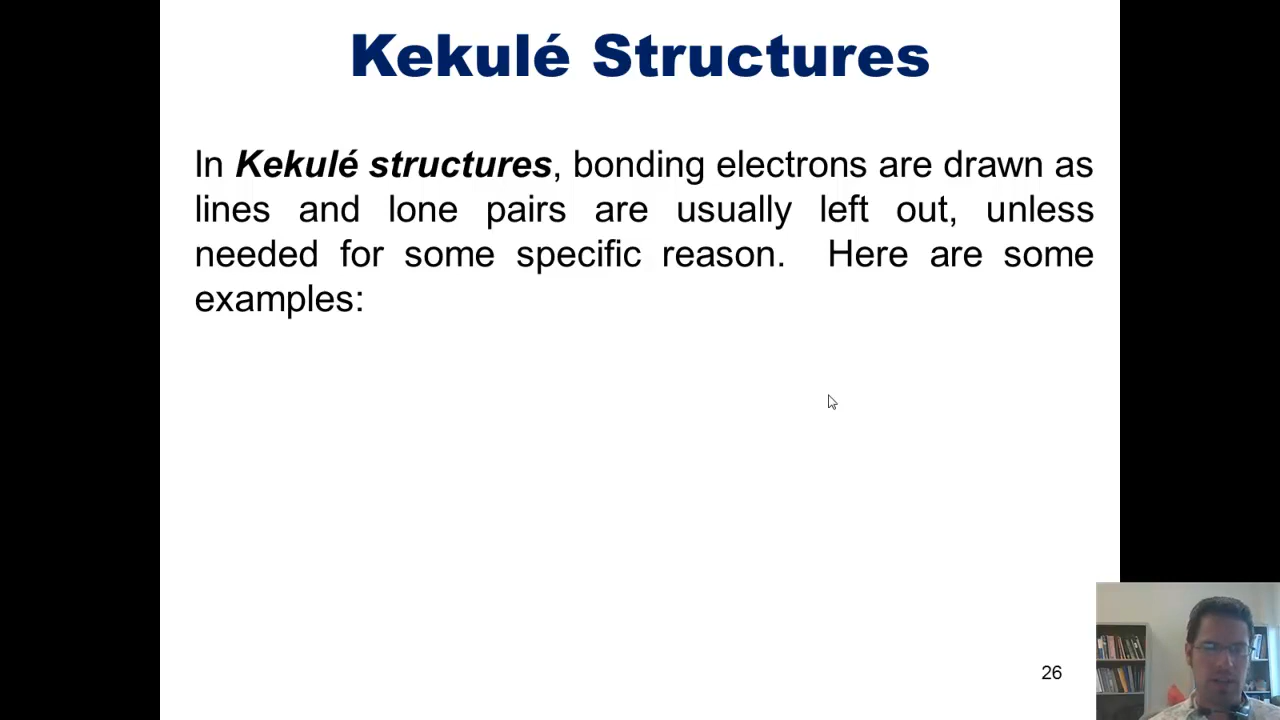 Kekulé Structures
In Kekulé structures, bonding electrons are drawn as
lines and lone pairs are usually left out, unless
needed for some specific reason. Here are some
examples:
26